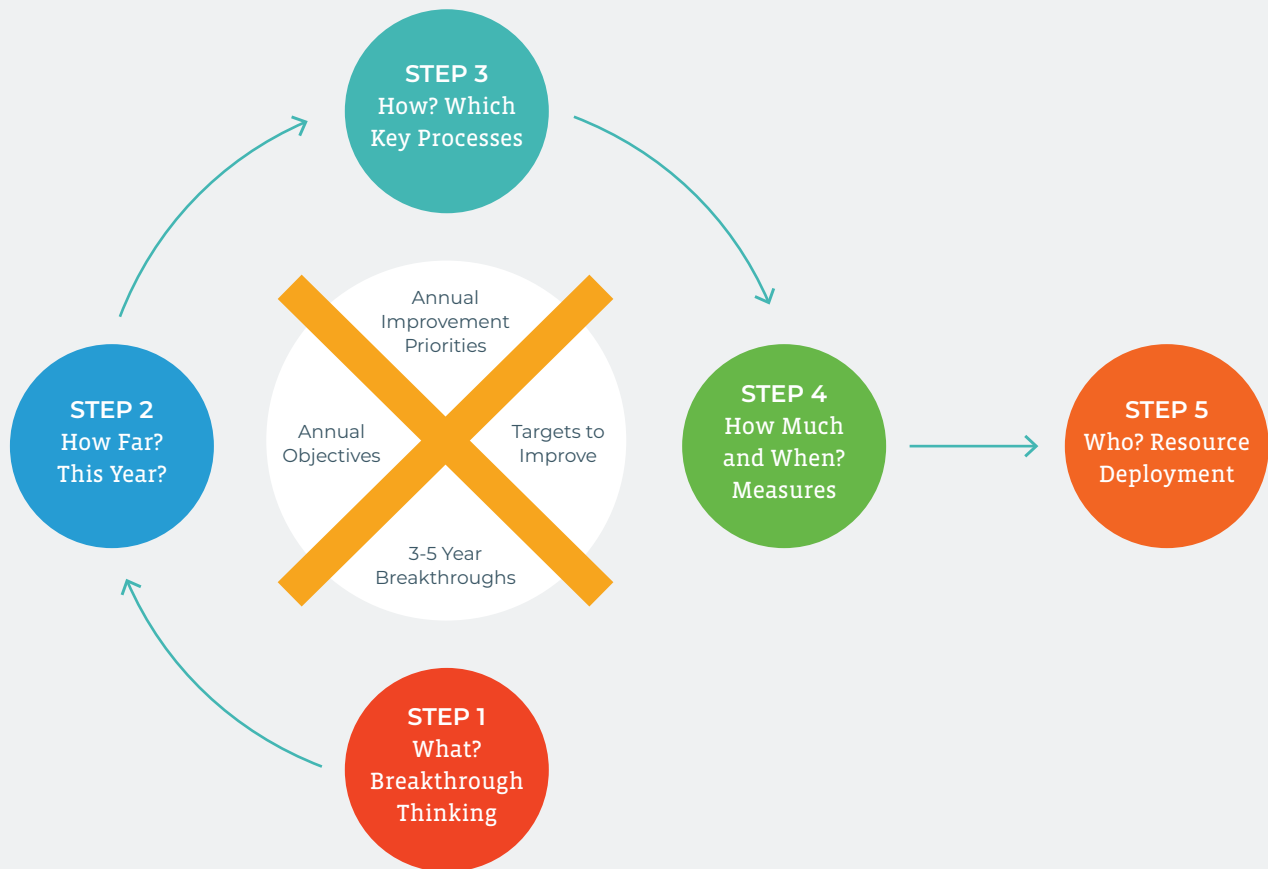 STEP 3
How? Which
Key Processes
Annual
Improvement
Priorities
STEP 2
How Far?
This Year?
Annual
Objectives
Targets to
Improve
STEP 4
How Much
and When?
Measures
STEP 5
Who? Resource
Deployment
3-5 Year
Breakthroughs
STEP 1
What?
Breakthrough
Thinking